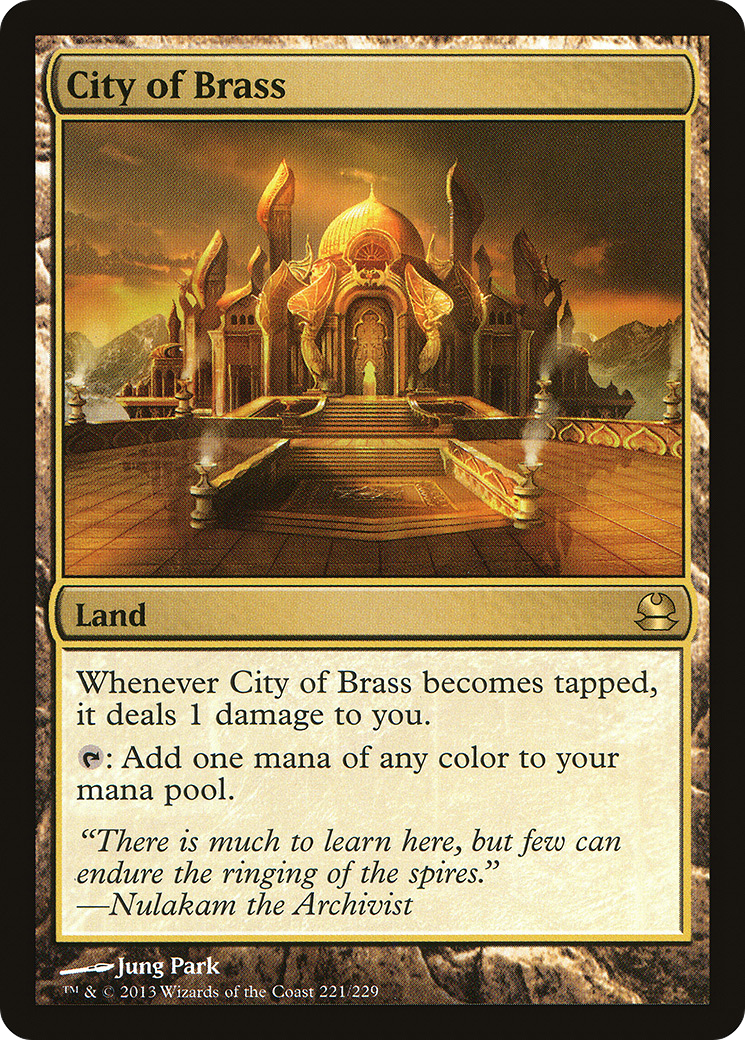 City of Brass
Land
Whenever City of Brass becomes tapped,
it deals 1 damage to you.
: Add one mana of any color to your
mana pool.
“There is much to learn here, but few can
endure the ringing of the spires.”
—Nulakam the Archivist
Jung Park
™ & © 2013 Wizards of the Coast 221/229